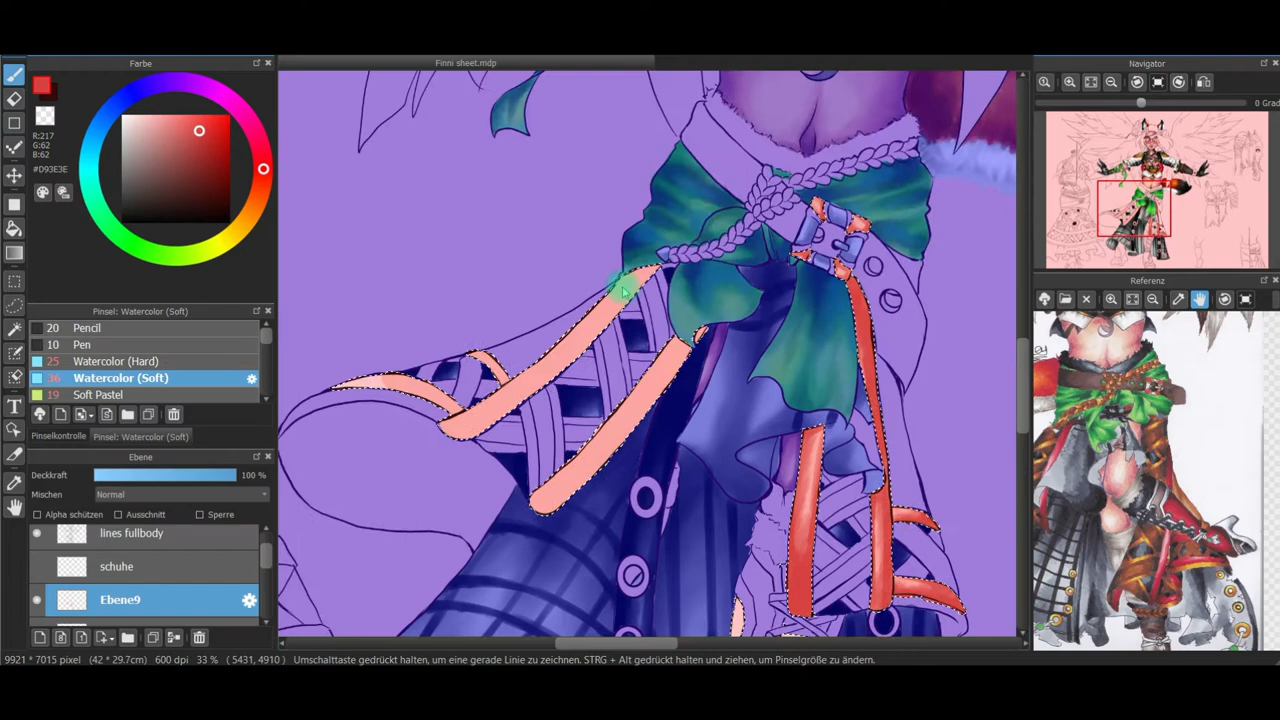 Farbe
Finni sheet.mdp
Navigator
0 Grad
R:217
G:62
B:62
#D93E3E
Referenz
Pinsel: Watercolor (Soft)
20 Pencil
10 Pen
25 Watercolor (Hard)
36 Watercolor (Soft)
19 Soft Pastel
Pinselkontrolle
Pinsel: Watercolor (Soft)
Ebene
Deckkraft
100 %
Mischen
Normal
Alpha schützen
Ausschnitt
Sperre
lines fullbody
schuhe
Ebene9
9921 * 7015 pixel (42 * 29.7cm) 600 dpi 33 % ( 5431, 4910 ) Umschalttaste gedrückt halten, um eine gerade Linie zu zeichnen. STRG + Alt gedrückt halten und ziehen, um Pinselgröße zu ändern.